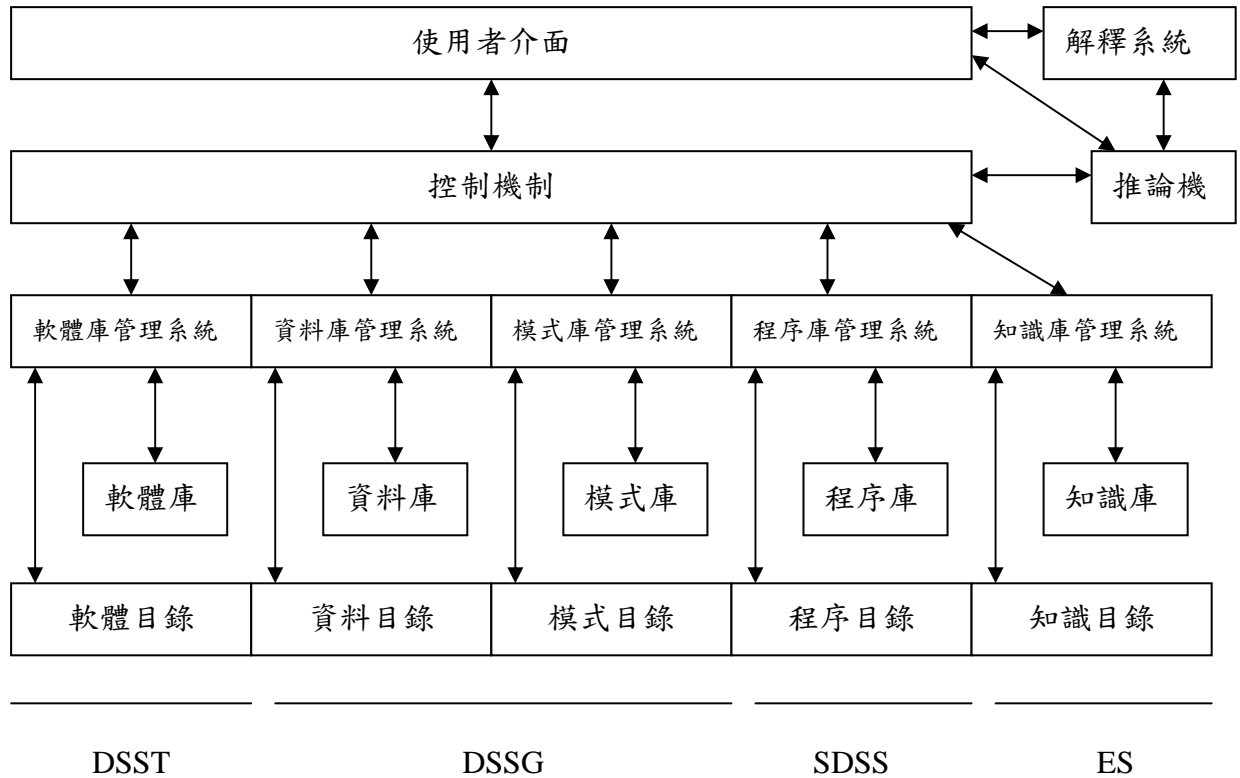 使用者介面
解釋系統
控制機制
推論機
軟體庫管理系統
資料庫管理系統
模式庫管理系統
程序庫管理系統
知識庫管理系統
軟體庫
資料庫
模式庫
程序庫
知識庫
軟體目錄
資料目錄
模式目錄
程序目錄
知識目錄
DSST
DSSG
SDSS
ES